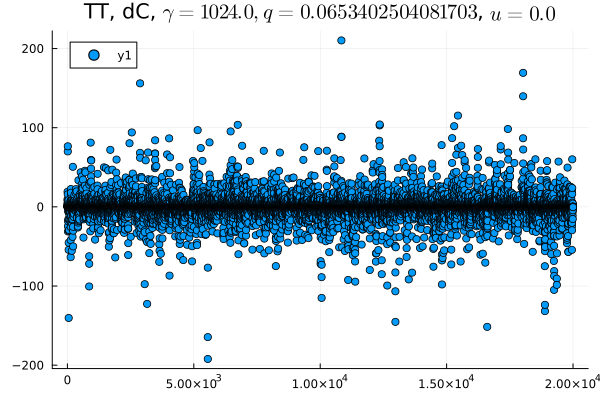 TT, dC, γ = 1024.0, q = 0.0653402504081703, u = 0.0
y1
200
100
0
−100
−200
0 5.00×10³ 1.00×10⁴ 1.50×10⁴ 2.00×10⁴